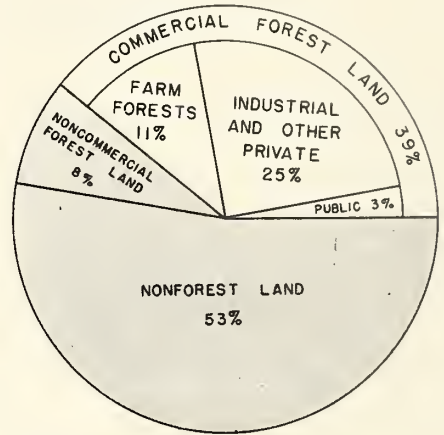 COMMERCIAL FOREST LAND 39%
FARM
FORESTS
11%
INDUSTRIAL
AND OTHER
PRIVATE
25%
NONCOMMERCIAL
FOREST LAND
8%
PUBLIC 3%
NONFOREST LAND
53%